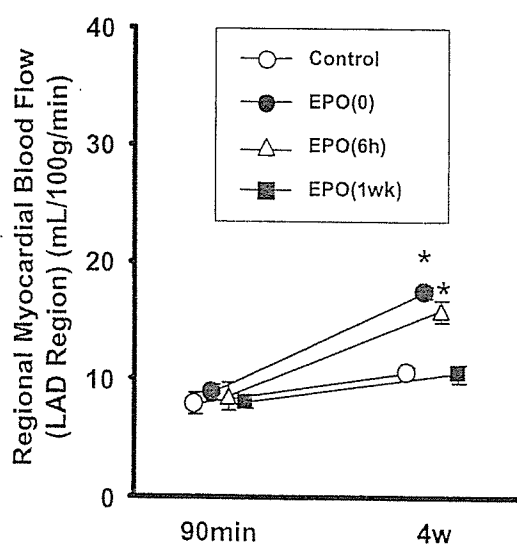 Regional Myocardial Blood Flow
(LAD Region) (mL/100g/min)
40
30
20
10
0
Control
EPO(0)
EPO(6h)
EPO(1wk)
*
*
90min
4w